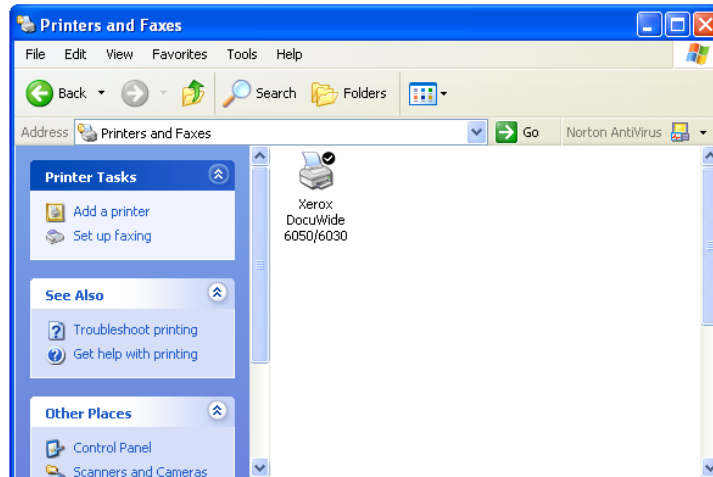 Printers and Faxes
File Edit View Favorites Tools Help
Back Search Folders
Address Printers and Faxes Go Norton AntiVirus
Printer Tasks
Add a printer
Set up faxing
See Also
Troubleshoot printing
Get help with printing
Other Places
Control Panel
Scanners and Cameras
Xerox
DocuWide
6050/6030